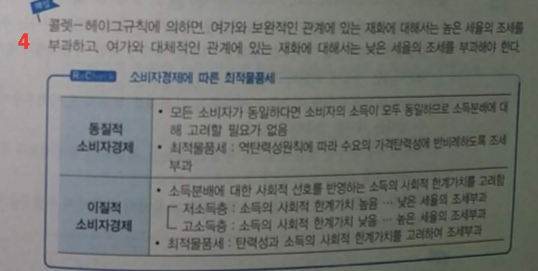 해설
4
콜렛-헤이그규칙에 의하면, 여가와 보완적인 관계에 있는 재화에 대해서는 높은 세율의 조세를
부과하고, 여가와 대체적인 관계에 있는 재화에 대해서는 낮은 세율의 조세를 부과해야 한다.
Re Check 소비자경제에 따른 최적물품세
동질적
소비자경제
• 모든 소비자가 동일하다면 소비자의 소득이 모두 동일하므로 소득분배에 대
해 고려할 필요가 없음
• 최적물품세 : 역탄력성원칙에 따라 수요의 가격탄력성에 반비례하도록 조세
부과
이질적
소비자경제
• 소득분배에 대한 사회적 선호를 반영하는 소득의 사회적 한계가치를 고려함
저소득층 : 소득의 사회적 한계가치 높음 … 낮은 세율의 조세부과
고소득층 : 소득의 사회적 한계가치 낮음 … 높은 세율의 조세부과
• 최적물품세 : 탄력성과 소득의 사회적 한계가치를 고려하여 조세부과